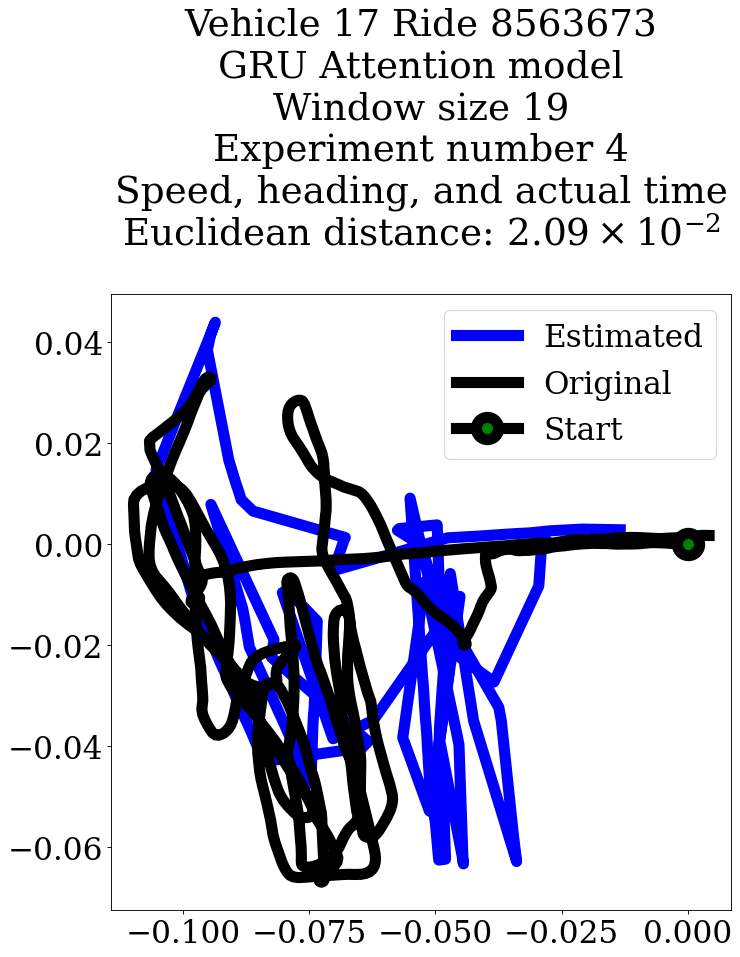 Vehicle 17 Ride 8563673
GRU Attention model
Window size 19
Experiment number 4
Speed, heading, and actual time
Euclidean distance: 2.09 × 10⁻²
Estimated
Original
Start
0.04
0.02
0.00
−0.02
−0.04
−0.06
−0.100 −0.075 −0.050 −0.025 0.000